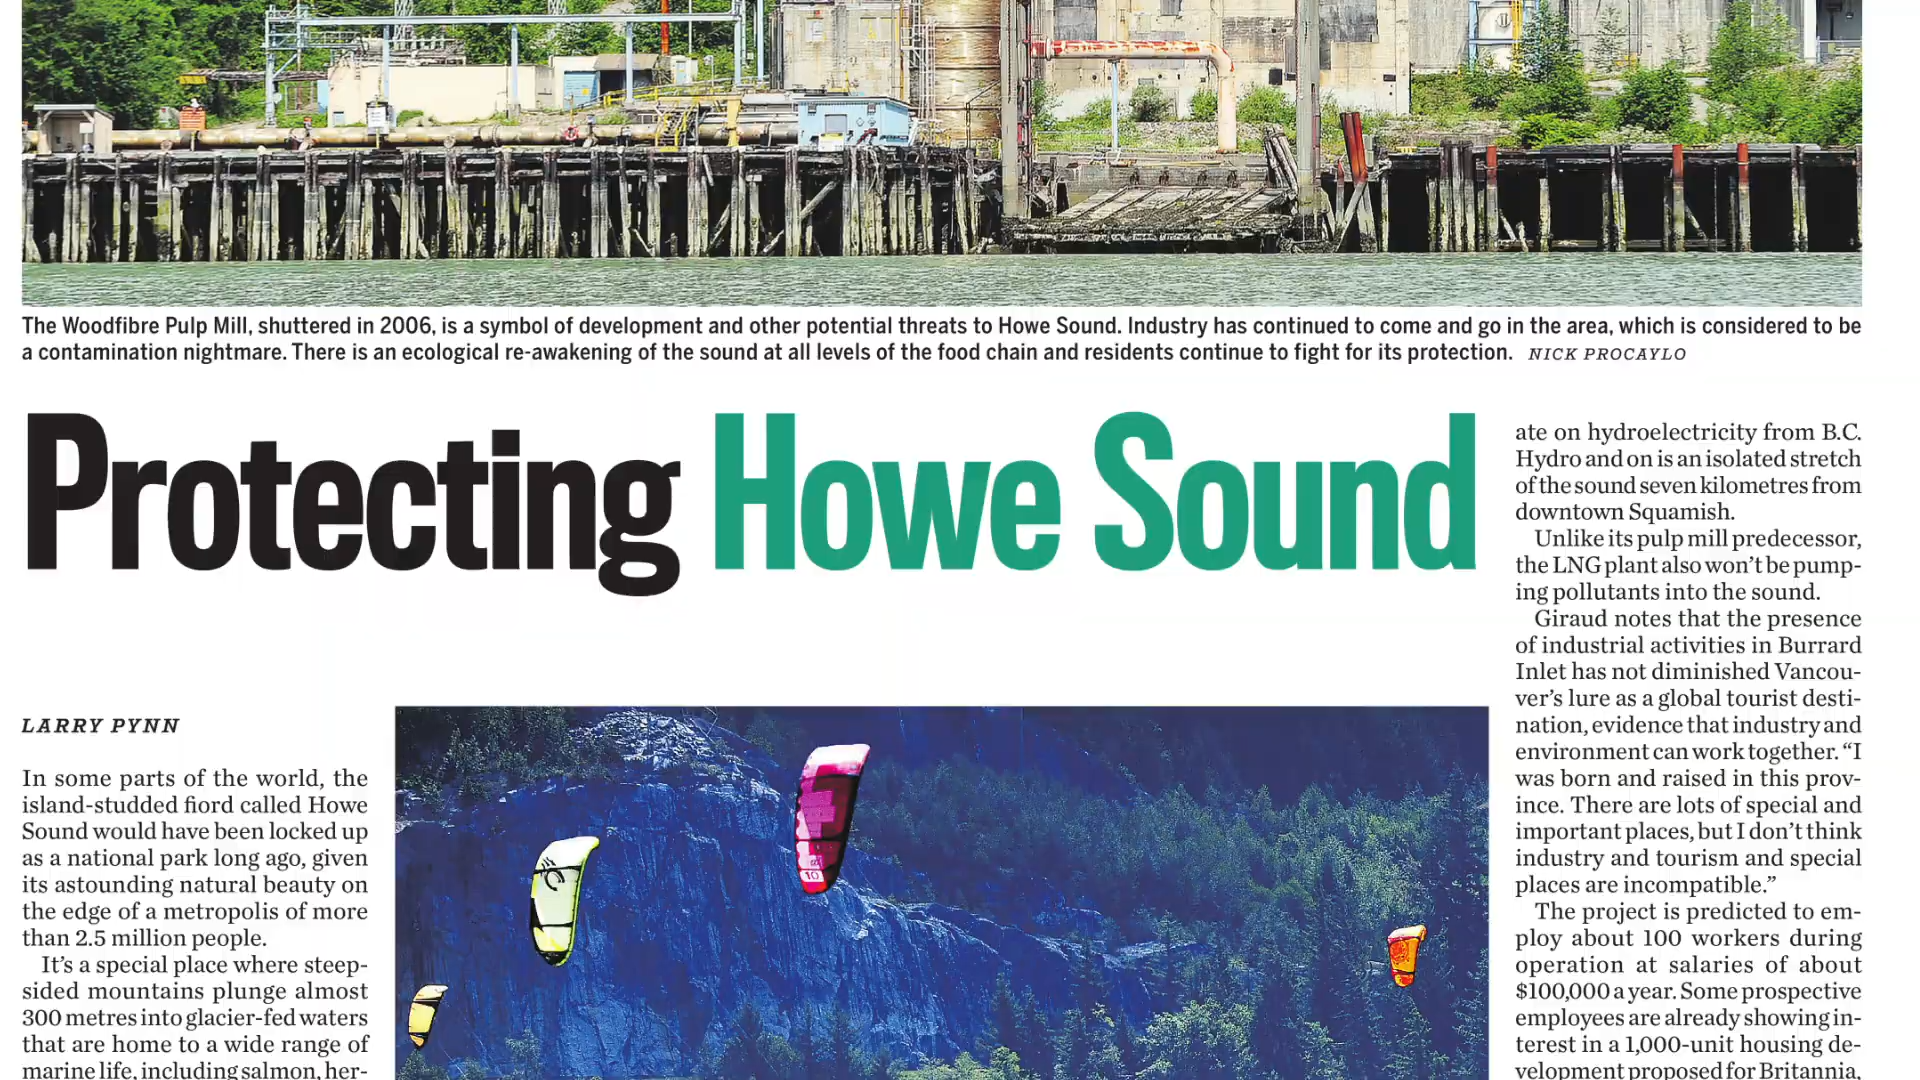 The Woodfibre Pulp Mill, shuttered in 2006, is a symbol of development and other potential threats to Howe Sound. Industry has continued to come and go in the area, which is considered to be
a contamination nightmare. There is an ecological re-awakening of the sound at all levels of the food chain and residents continue to fight for its protection. NICK PROCAYLO
Protecting Howe Sound
LARRY PYNN
In some parts of the world, the
island-studded fiord called Howe
Sound would have been locked up
as a national park long ago, given
its astounding natural beauty on
the edge of a metropolis of more
than 2.5 million people.
It’s a special place where steep-
sided mountains plunge almost
300 metres into glacier-fed waters
that are home to a wide range of
marine life, including salmon, her-
10
ate on hydroelectricity from B.C.
Hydro and on is an isolated stretch
of the sound seven kilometres from
downtown Squamish.
Unlike its pulp mill predecessor,
the LNG plant also won’t be pump-
ing pollutants into the sound.
Giraud notes that the presence
of industrial activities in Burrard
Inlet has not diminished Vancou-
ver’s lure as a global tourist desti-
nation, evidence that industry and
environment can work together. “I
was born and raised in this prov-
ince. There are lots of special and
important places, but I don’t think
industry and tourism and special
places are incompatible.”
The project is predicted to em-
ploy about 100 workers during
operation at salaries of about
$100,000 a year. Some prospective
employees are already showing in-
terest in a 1,000-unit housing de-
velopment proposed for Britannia,